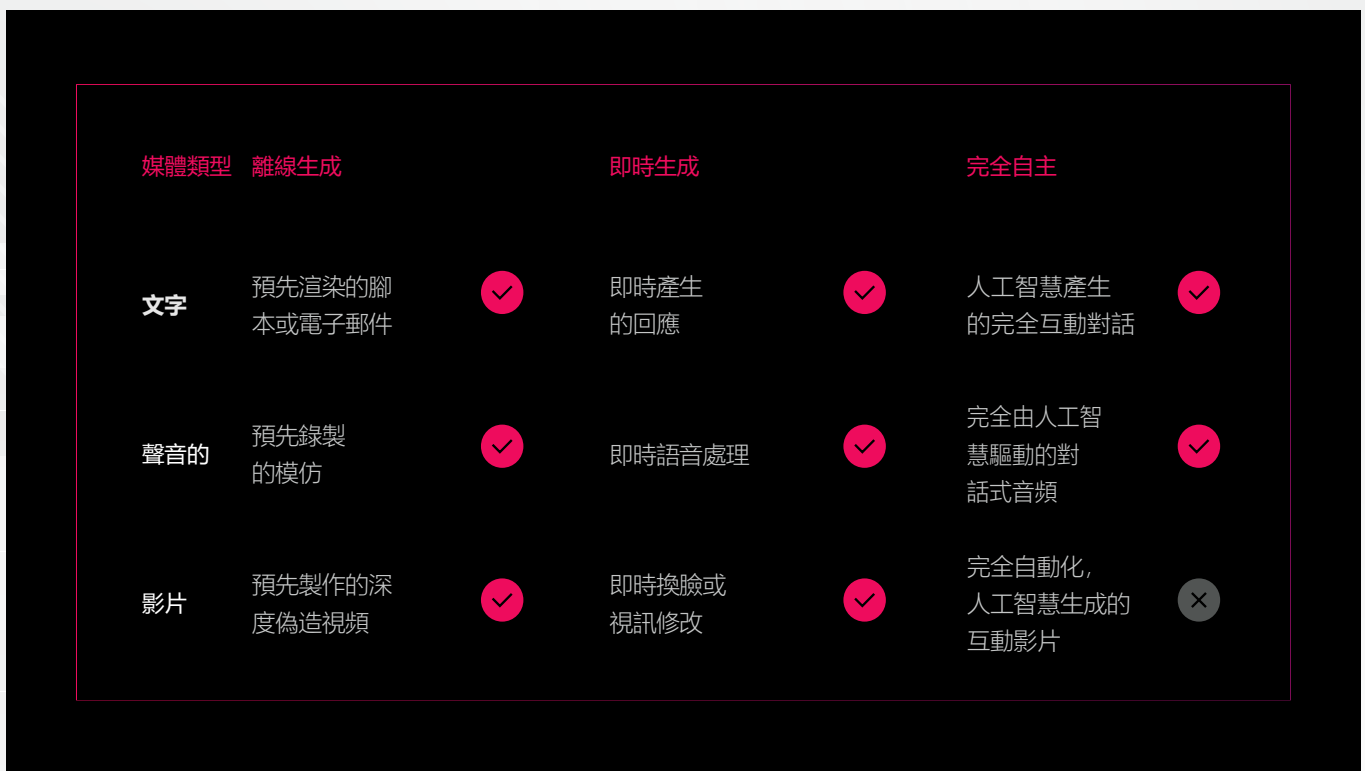 媒體類型 離線生成 即時生成 完全自主
文字
預先渲染的腳
本或電子郵件
即時產生
的回應
人工智慧產生
的完全互動對話
聲音的
預先錄製
的模仿
即時語音處理
完全由人工智
慧驅動的對
話式音頻
影片
預先製作的深
度偽造視頻
即時換臉或
視訊修改
完全自動化,
人工智慧生成的
互動影片